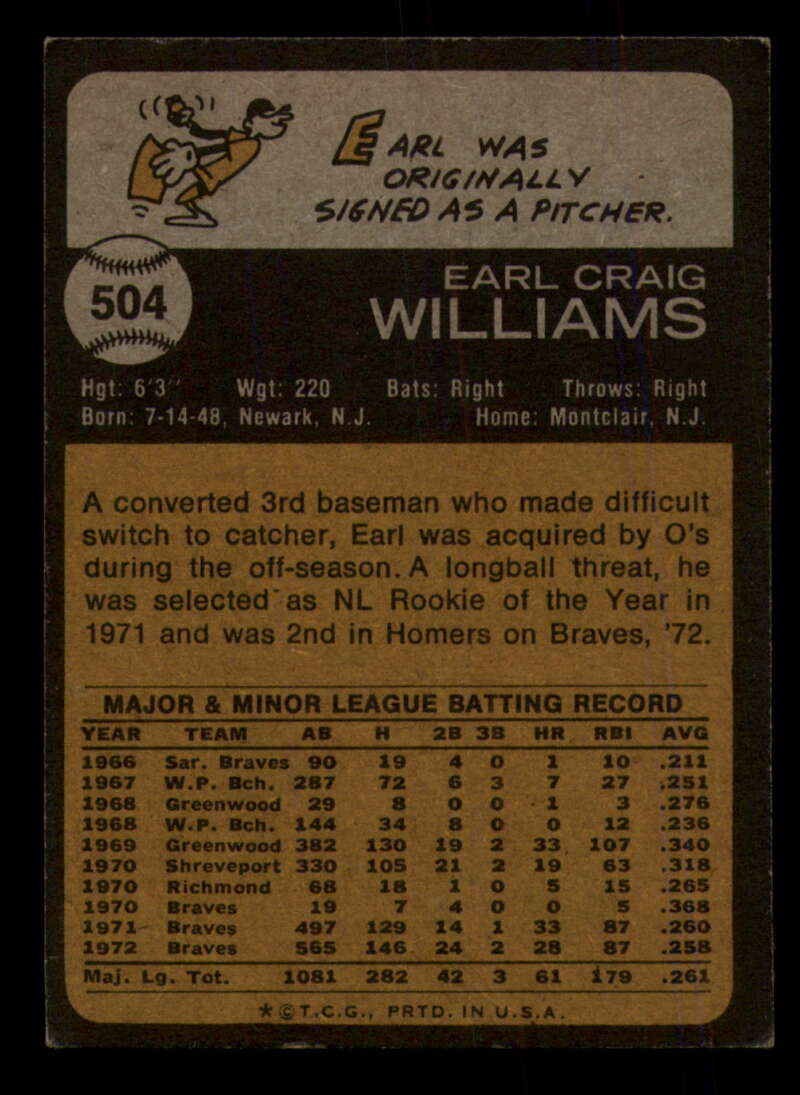 EARL WAS
ORIGINALLY
SIGNED AS A PITCHER.
504
EARL CRAIG
WILLIAMS
Hgt: 6'3" Wgt: 220 Bats: Right Throws: Right
Born: 7-14-48, Newark, N.J. Home: Montclair, N.J.
A converted 3rd baseman who made difficult
switch to catcher, Earl was acquired by O's
during the off-season. A longball threat, he
was selected as NL Rookie of the Year in
1971 and was 2nd in Homers on Braves, '72.
MAJOR & MINOR LEAGUE BATTING RECORD
YEAR TEAM AB H 2B 3B HR RBI AVG
1966 Sar. Braves 90 19 4 0 1 10 .211
1967 W.P. Bch. 287 72 6 3 7 27 .251
1968 Greenwood 29 8 0 0 1 3 .276
1968 W.P. Bch. 144 34 8 0 0 12 .236
1969 Greenwood 382 130 19 2 33 107 .340
1970 Shreveport 330 105 21 2 19 63 .318
1970 Richmond 68 18 1 0 5 15 .265
1970 Braves 19 7 4 0 0 5 .368
1971 Braves 497 129 14 1 33 87 .260
1972 Braves 565 146 24 2 28 87 .258
Maj. Lg. Tot. 1081 282 42 3 61 179 .261
*©T.C.G., PRTD. IN U.S.A.